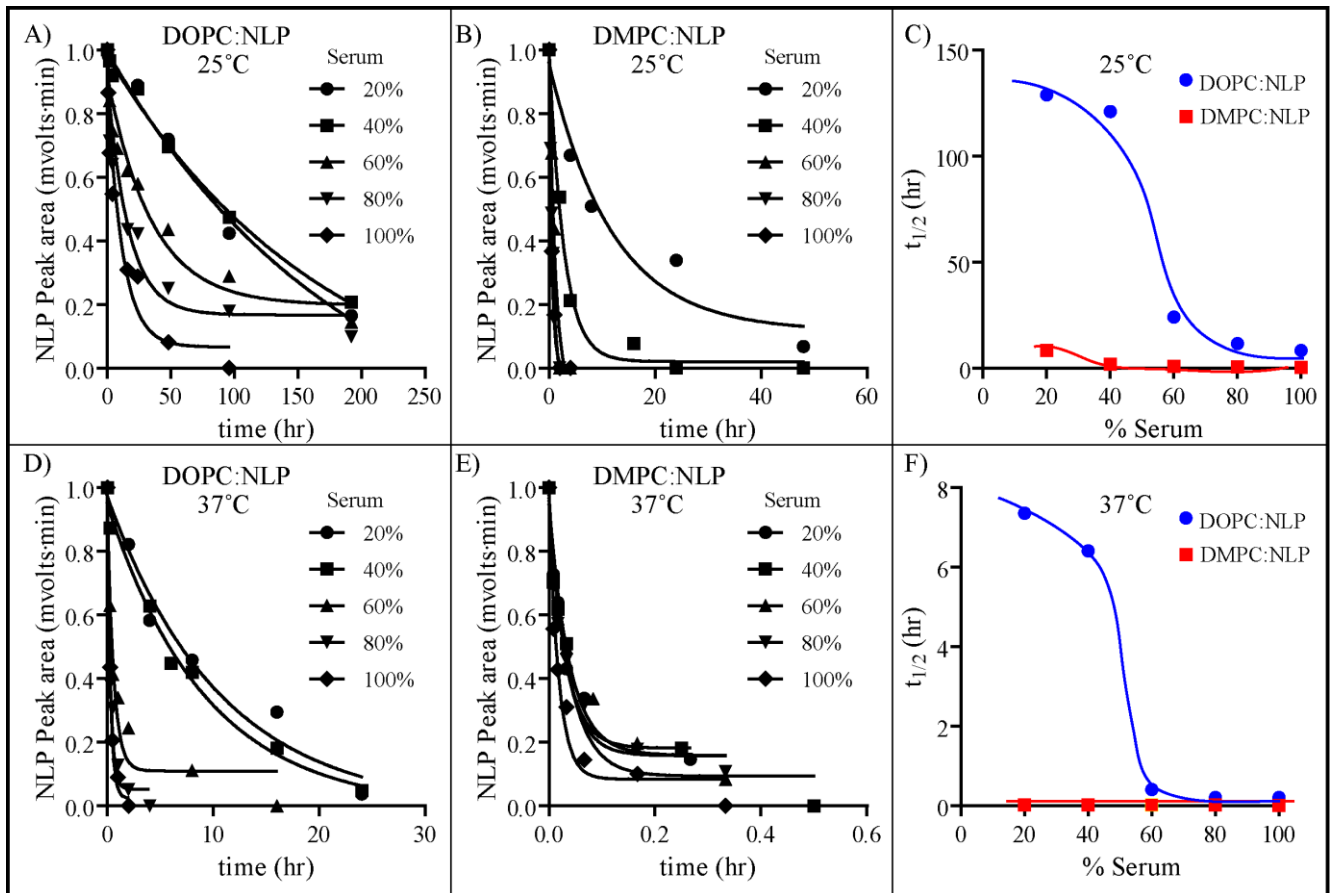 A)
DOPC:NLP
25°C
Serum
20%
40%
60%
80%
100%
1.0
0.8
0.6
0.4
0.2
0.0
0
50
100
150
200
250
NLP Peak area (mvolts·min)
time (hr)
B)
DMPC:NLP
25°C
Serum
20%
40%
60%
80%
100%
1.0
0.8
0.6
0.4
0.2
0.0
0
20
40
60
NLP Peak area (mvolts·min)
time (hr)
C)
25°C
DOPC:NLP
DMPC:NLP
150
100
50
0
0
20
40
60
80
100
t1/2 (hr)
% Serum
D)
DOPC:NLP
37°C
Serum
20%
40%
60%
80%
100%
1.0
0.8
0.6
0.4
0.2
0.0
0
10
20
30
NLP Peak area (mvolts·min)
time (hr)
E)
DMPC:NLP
37°C
Serum
20%
40%
60%
80%
100%
1.0
0.8
0.6
0.4
0.2
0.0
0.0
0.2
0.4
0.6
NLP Peak area (mvolts·min)
time (hr)
F)
37°C
DOPC:NLP
DMPC:NLP
8
6
4
2
0
0
20
40
60
80
100
t1/2 (hr)
% Serum